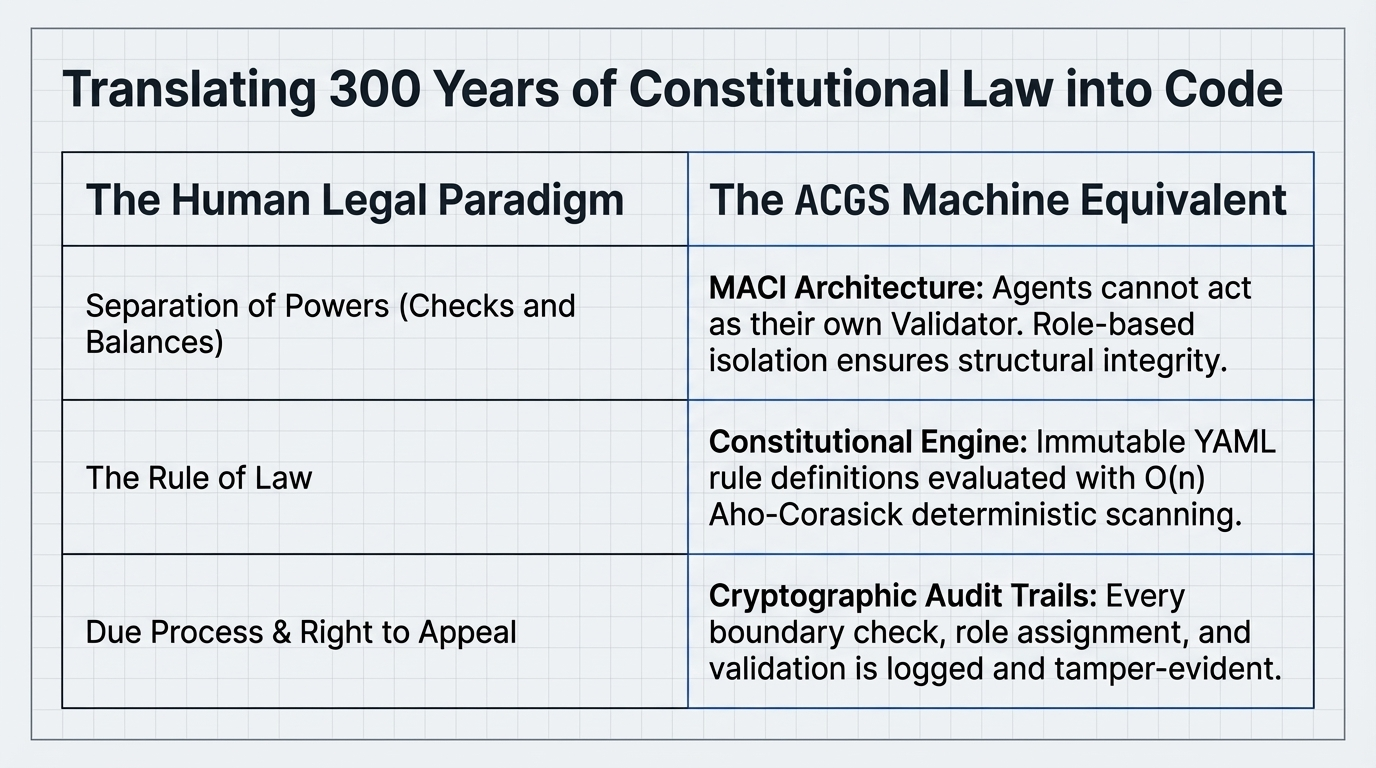 Translating 300 Years of Constitutional Law into Code
The Human Legal Paradigm
The ACGS Machine Equivalent
Separation of Powers (Checks and
Balances)
MACI Architecture: Agents cannot act
as their own Validator. Role-based
isolation ensures structural integrity.
The Rule of Law
Constitutional Engine: Immutable YAML
rule definitions evaluated with O(n)
Aho-Corasick deterministic scanning.
Due Process & Right to Appeal
Cryptographic Audit Trails: Every
boundary check, role assignment, and
validation is logged and tamper-evident.